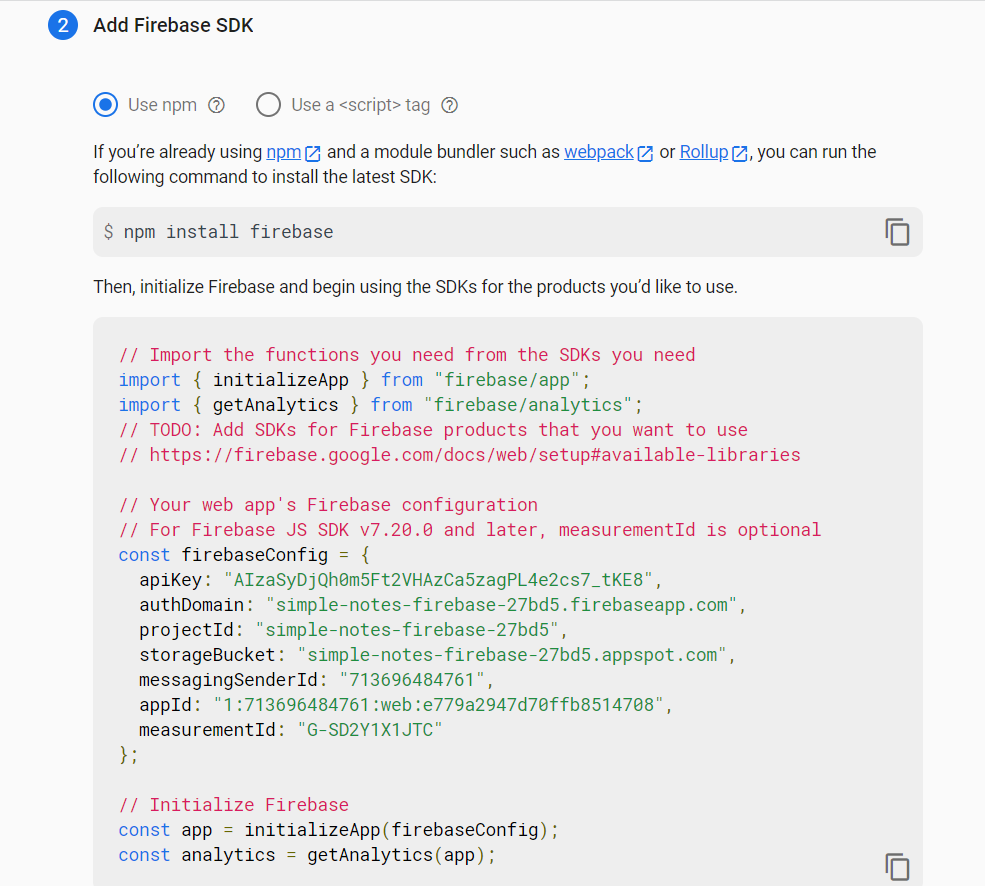 2 Add Firebase SDK
Use npm ? Use a <script> tag ?
If you’re already using npm and a module bundler such as webpack or Rollup, you can run the
following command to install the latest SDK:
$ npm install firebase
Then, initialize Firebase and begin using the SDKs for the products you’d like to use.
// Import the functions you need from the SDKs you need
import { initializeApp } from "firebase/app";
import { getAnalytics } from "firebase/analytics";
// TODO: Add SDKs for Firebase products that you want to use
// https://firebase.google.com/docs/web/setup#available-libraries
// Your web app's Firebase configuration
// For Firebase JS SDK v7.20.0 and later, measurementId is optional
const firebaseConfig = {
apiKey: "AIzaSyDjQh0m5Ft2VHAzCa5zagPL4e2cs7_tKE8",
authDomain: "simple-notes-firebase-27bd5.firebaseapp.com",
projectId: "simple-notes-firebase-27bd5",
storageBucket: "simple-notes-firebase-27bd5.appspot.com",
messagingSenderId: "713696484761",
appId: "1:713696484761:web:e779a2947d70ffb8514708",
measurementId: "G-SD2Y1X1JTC"
};
// Initialize Firebase
const app = initializeApp(firebaseConfig);
const analytics = getAnalytics(app);